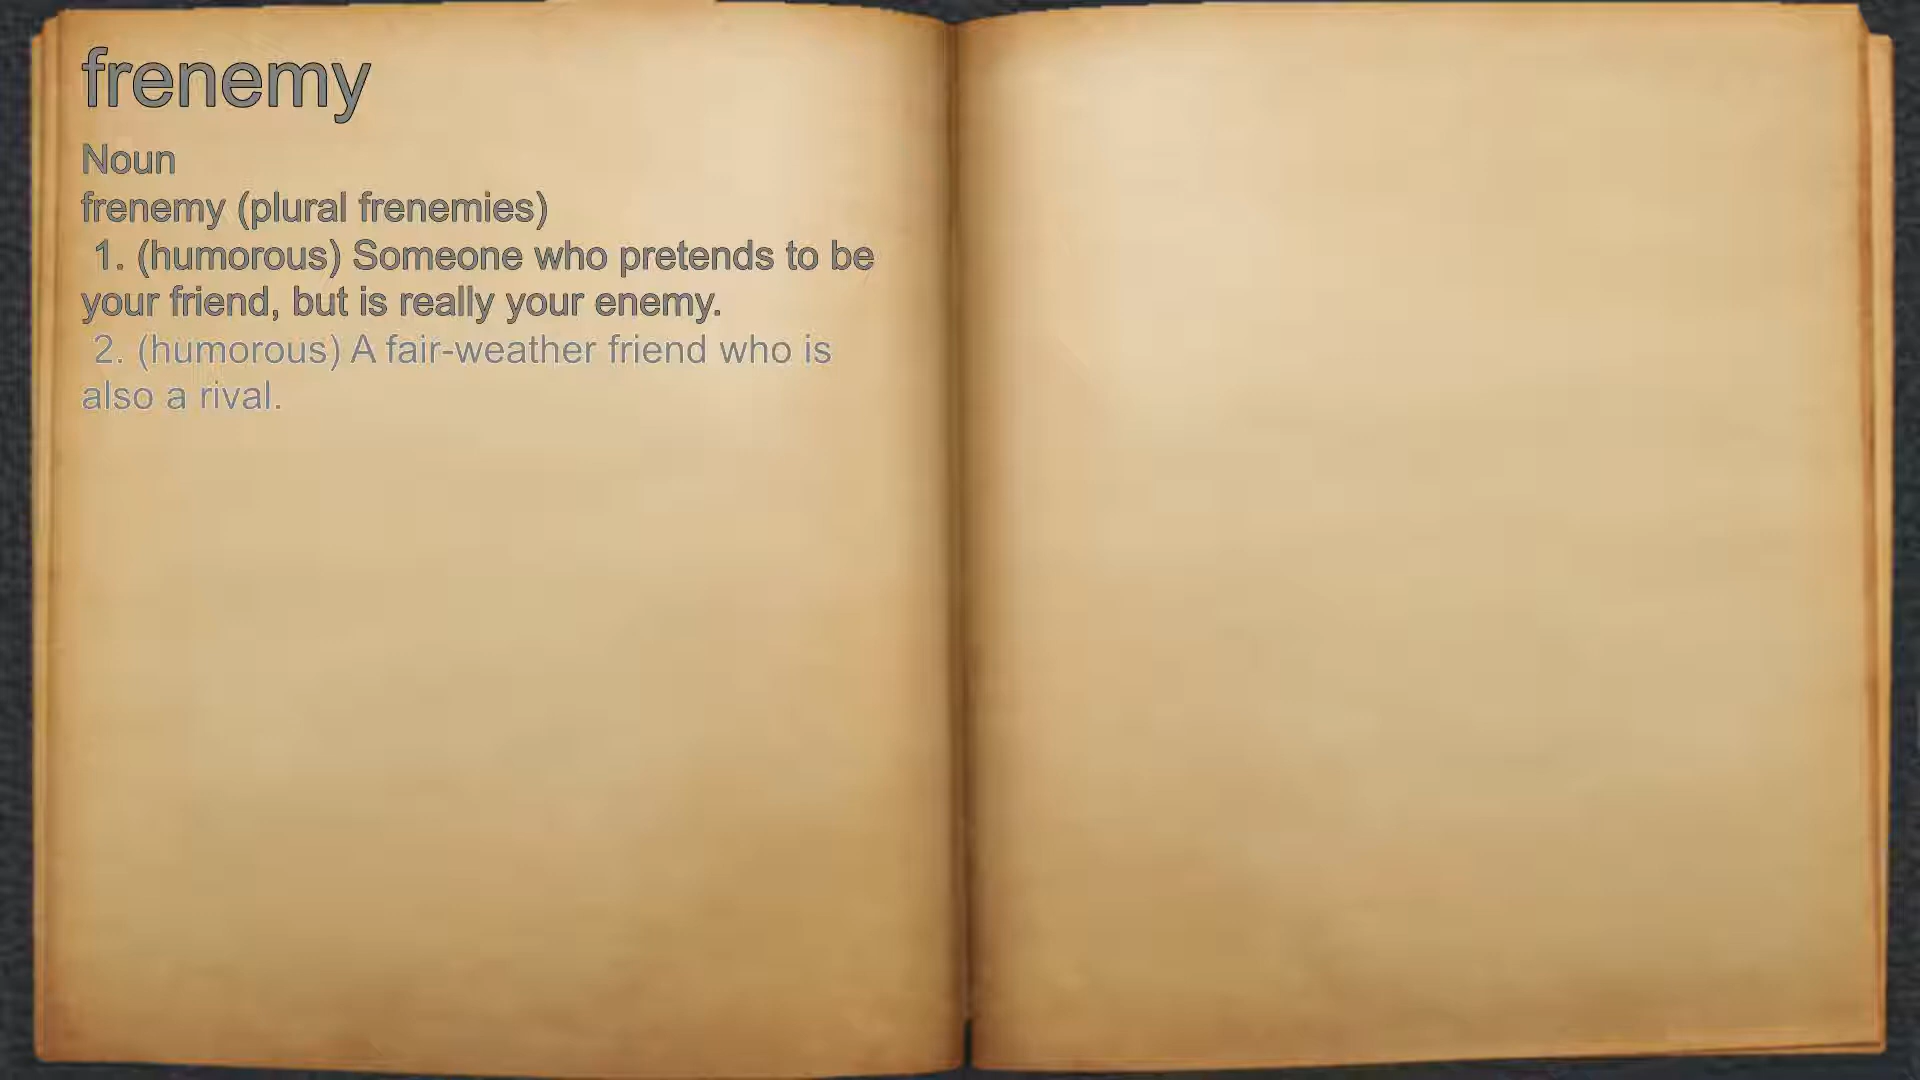 frenemy
Noun
frenemy (plural frenemies)
1. (humorous) Someone who pretends to be
your friend, but is really your enemy.
2. (humorous) A fair-weather friend who is
also a rival.